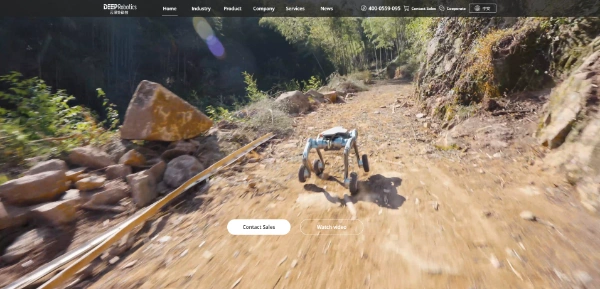 DEEPRobotics
云深处科技
Home Industry Product Company Services News 400-0559-095 Contact Sales Cooperate 中文
Contact Sales Watch video